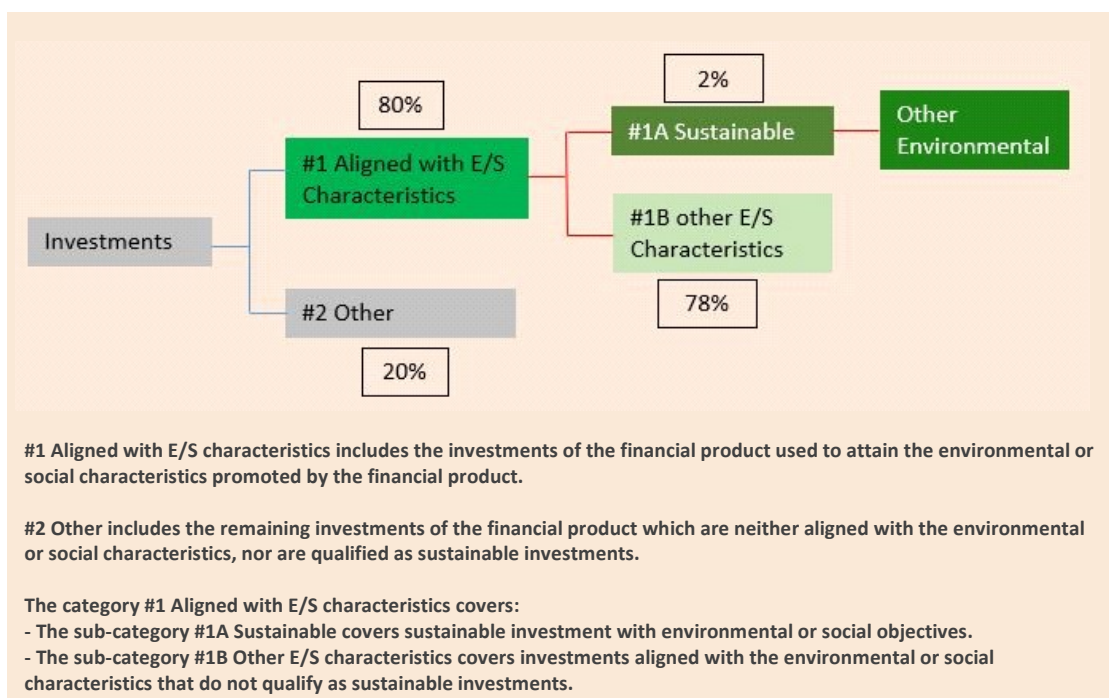 80%
#1 Aligned with E/S
Characteristics
2%
#1A Sustainable
Other
Environmental
#1B other E/S
Characteristics
78%
Investments
#2 Other
20%
#1 Aligned with E/S characteristics includes the investments of the financial product used to attain the environmental or
social characteristics promoted by the financial product.
#2 Other includes the remaining investments of the financial product which are neither aligned with the environmental
or social characteristics, nor are qualified as sustainable investments.
The category #1 Aligned with E/S characteristics covers:
- The sub-category #1A Sustainable covers sustainable investment with environmental or social objectives.
- The sub-category #1B Other E/S characteristics covers investments aligned with the environmental or social
characteristics that do not qualify as sustainable investments.